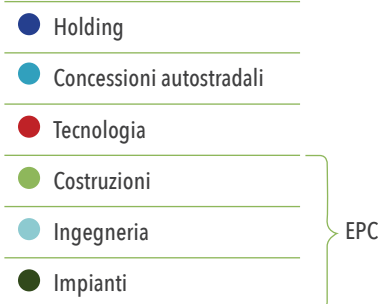 Holding
Concessioni autostradali
Tecnologia
Costruzioni
Ingegneria
EPC
Impianti